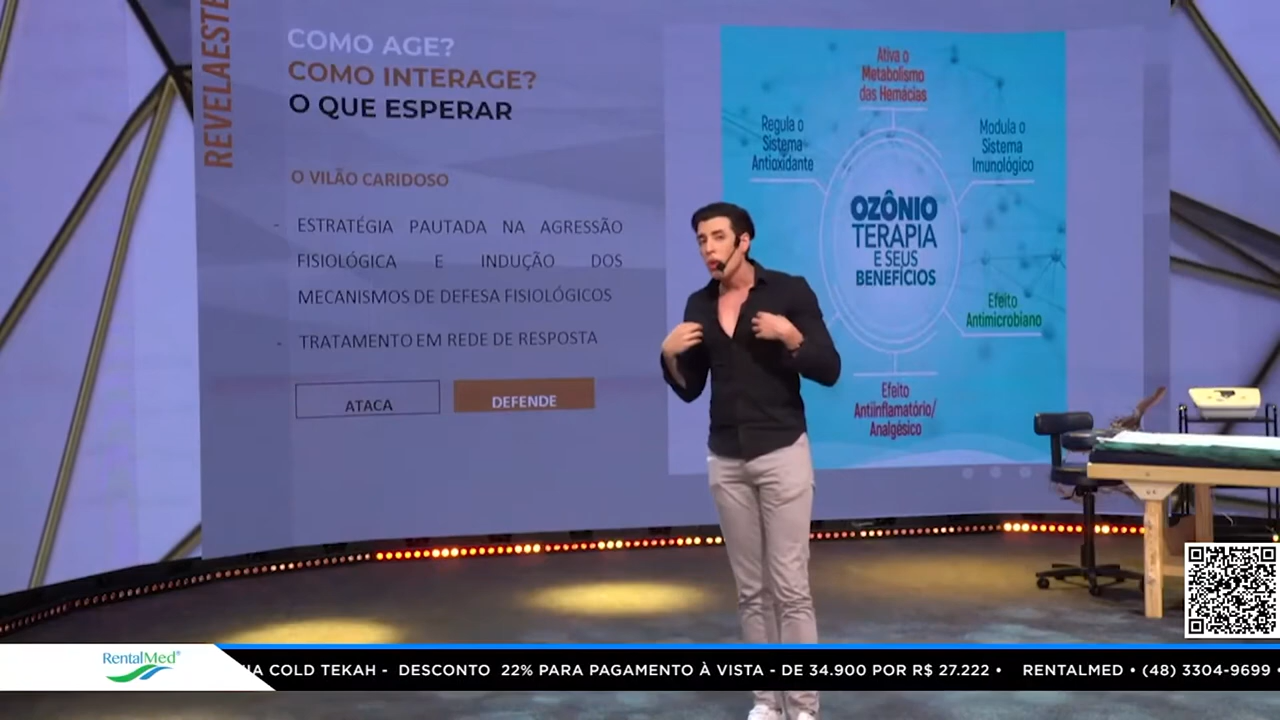 REVELAESTE
COMO AGE?
COMO INTERAGE?
O QUE ESPERAR
O VILÃO CARIDOSO
- ESTRATÉGIA PAUTADA NA AGRESSÃO
FISIOLÓGICA E INDUÇÃO DOS
MECANISMOS DE DEFESA FISIOLÓGICOS
- TRATAMENTO EM REDE DE RESPOSTA
ATACA
DEFENDE
Ativa o
Metabolismo
das Hemácias
Regula o
Sistema
Antioxidante
Modula o
Sistema
Imunológico
OZÔNIO
TERAPIA
E SEUS
BENEFÍCIOS
Efeito
Antimicrobiano
Efeito
Antiinflamatório/
Analgésico
RentalMed®
COLD TEKAH - DESCONTO 22% PARA PAGAMENTO À VISTA - DE 34.900 POR R$ 27.222 • RENTALMED • (48) 3304-9699